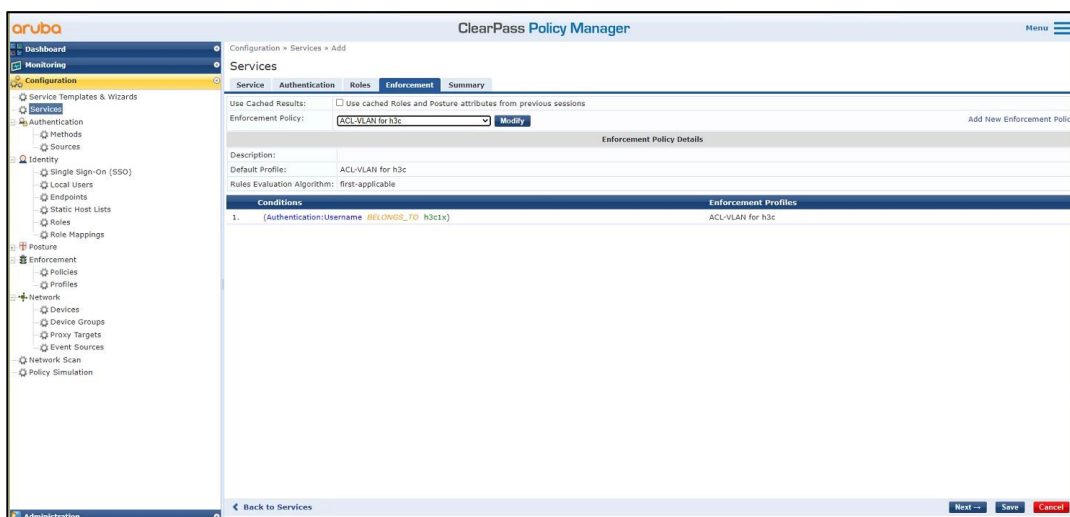 aruba
ClearPass Policy Manager
Menu
Dashboard
Monitoring
Configuration
Service Templates & Wizards
Services
Authentication
Methods
Sources
Identity
Single Sign-On (SSO)
Local Users
Endpoints
Static Host Lists
Roles
Role Mappings
Posture
Enforcement
Policies
Profiles
Network
Devices
Device Groups
Proxy Targets
Event Sources
Network Scan
Policy Simulation
Administration
Configuration » Services » Add
Services
Service Authentication Roles Enforcement Summary
Use Cached Results: Use cached Roles and Posture attributes from previous sessions
Enforcement Policy: ACL-VLAN for h3c Modify Add New Enforcement Polic
Enforcement Policy Details
Description:
Default Profile: ACL-VLAN for h3c
Rules Evaluation Algorithm: first-applicable
Conditions Enforcement Profiles
1. (Authentication:Username BELONGS_TO h3c1x) ACL-VLAN for h3c
Back to Services Next → Save Cancel